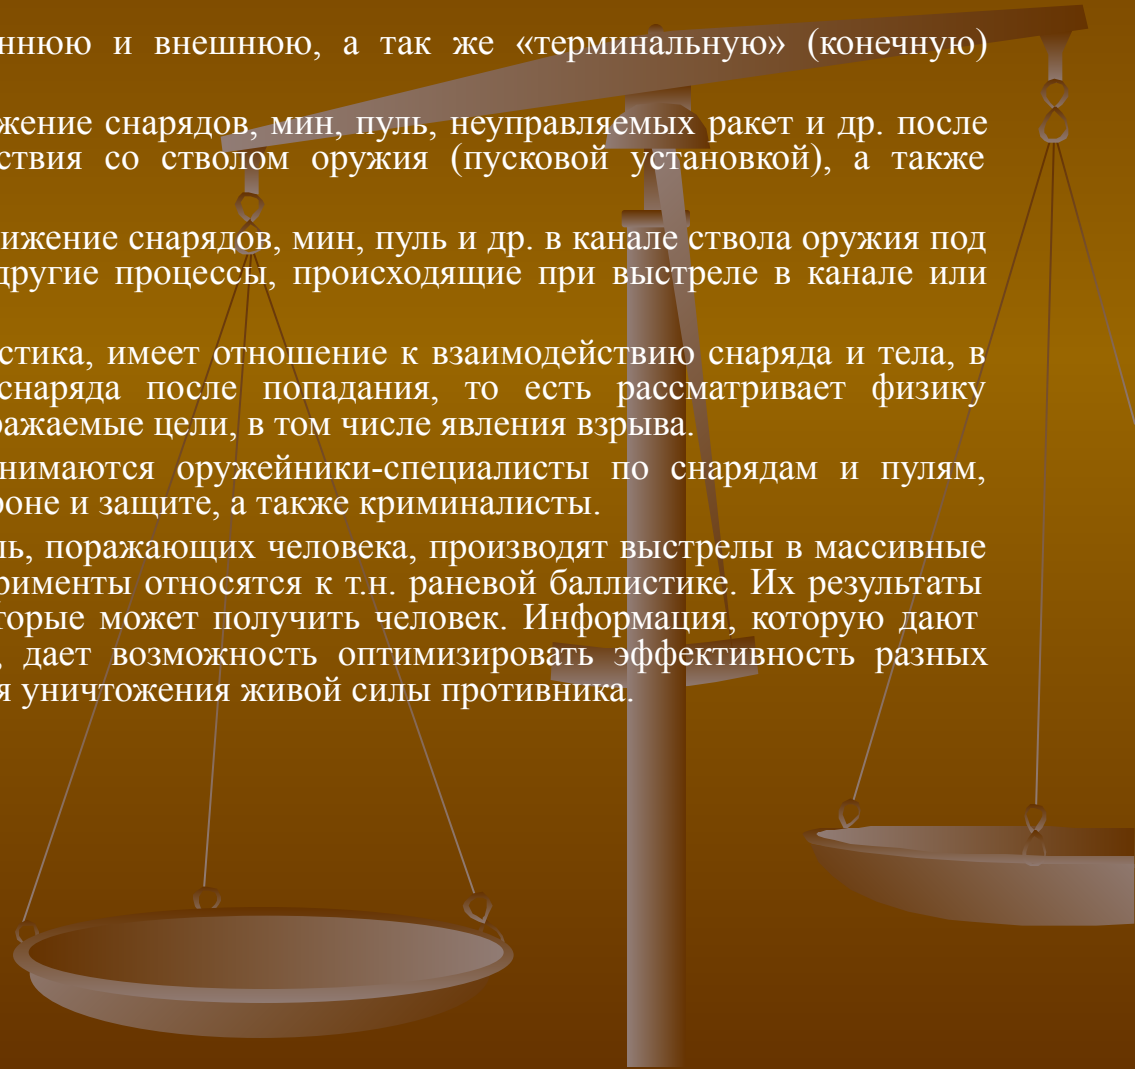 ннюю и внешнюю, а так же «терминальную» (конечную)
жение снарядов, мин, пуль, неуправляемых ракет и др. после
ствия со стволом оружия (пусковой установкой), а также
ижение снарядов, мин, пуль и др. в канале ствола оружия под
другие процессы, происходящие при выстреле в канале или
стика, имеет отношение к взаимодействию снаряда и тела, в
снаряда после попадания, то есть рассматривает физику
ражаемые цели, в том числе явления взрыва.
нимаются оружейники-специалисты по снарядам и пулям,
роне и защите, а также криминалисты.
ль, поражающих человека, производят выстрелы в массивные
рименты относятся к т.н. раневой баллистике. Их результаты
торые может получить человек. Информация, которую дают
, дает возможность оптимизировать эффективность разных
я уничтожения живой силы противника.